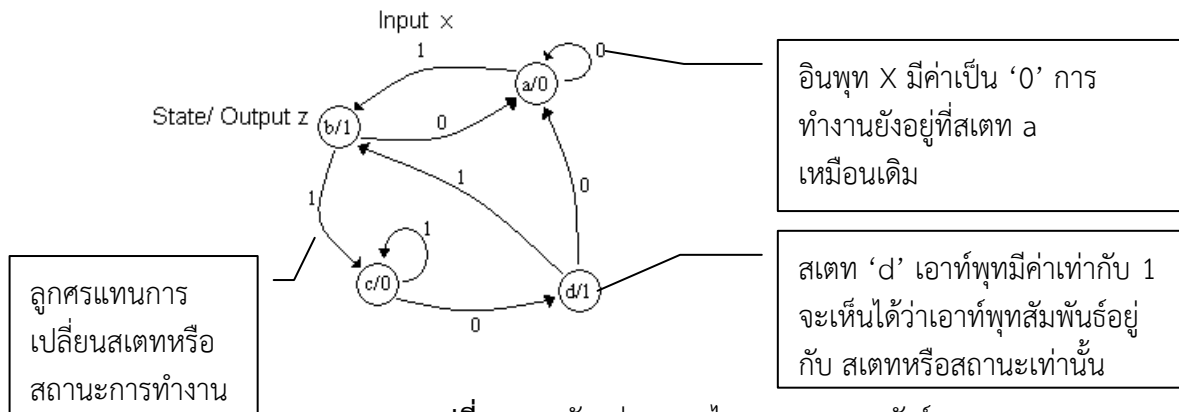 Input x
1
0
a/0
State/ Output z
b/1
0
1
0
1
1
c/0
d/1
0
อินพุท X มีค่าเป็น ‘0’ การ
ทำงานยังอยู่ที่สเตท a
เหมือนเดิม
สเตท ‘d’ เอาท์พุทมีค่าเท่ากับ 1
จะเห็นได้ว่าเอาท์พุทสัมพันธ์อยู่
กับ สเตทหรือสถานะเท่านั้น
ลูกศรแทนการ
เปลี่ยนสเตทหรือ
สถานะการทำงาน